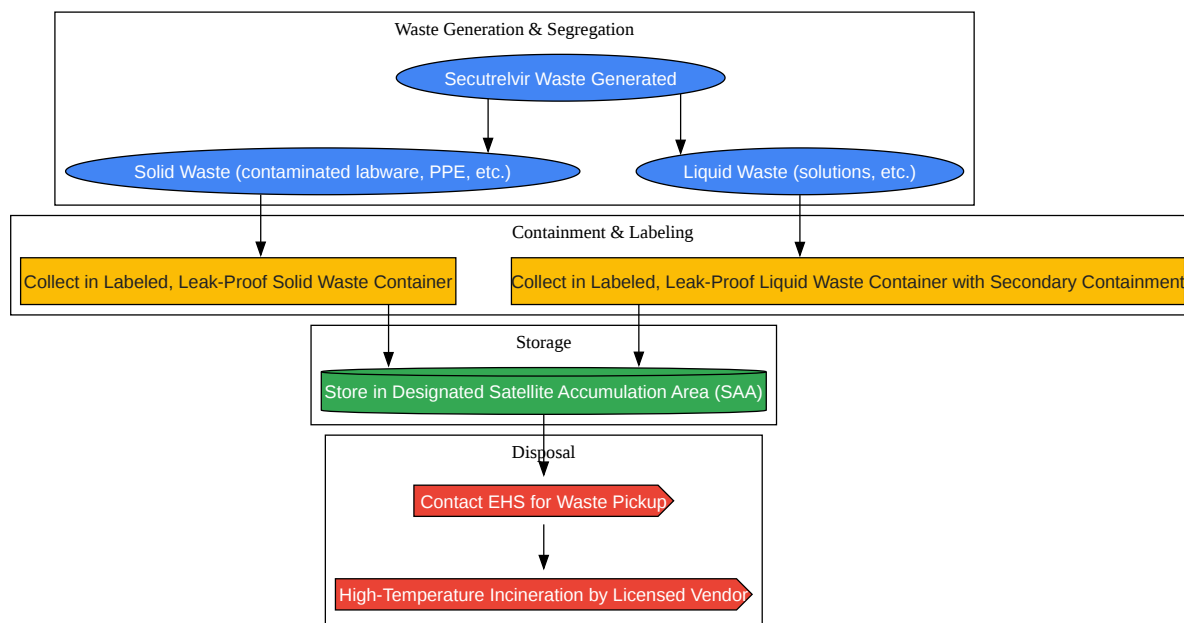 Waste Generation & Segregation
Secutrelvir Waste Generated
Solid Waste (contaminated labware, PPE, etc.)
Liquid Waste (solutions, etc.)
Containment & Labeling
Collect in Labeled, Leak-Proof Solid Waste Container
Collect in Labeled, Leak-Proof Liquid Waste Container with Secondary Containment
Storage
Store in Designated Satellite Accumulation Area (SAA)
Disposal
Contact EHS for Waste Pickup
High-Temperature Incineration by Licensed Vendor